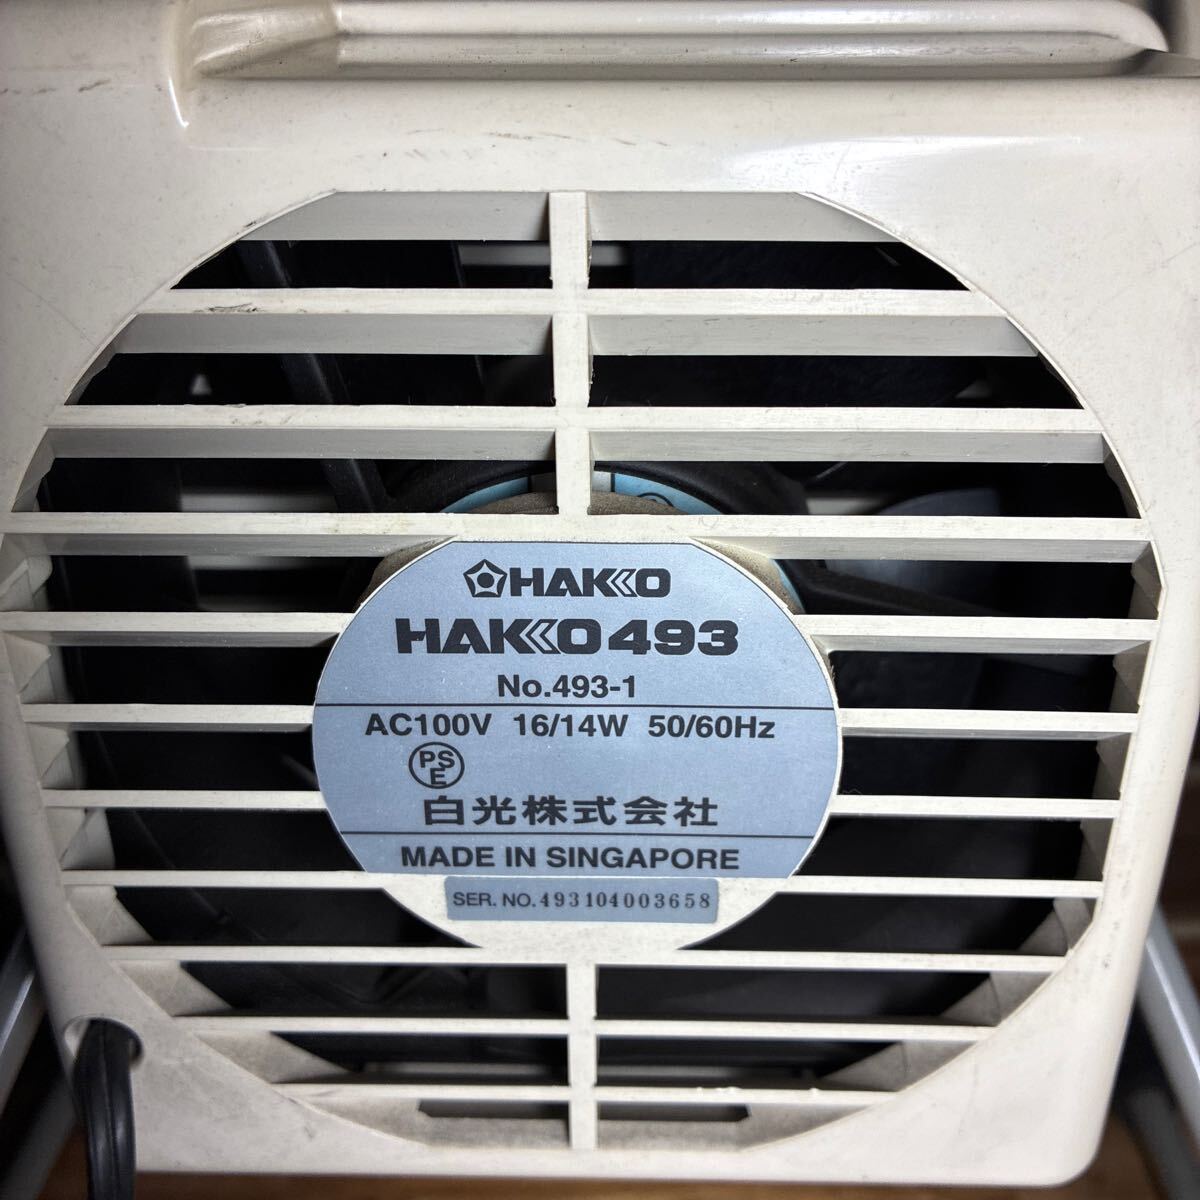 HAKKO
HAKKO 493
No.493-1
AC100V 16/14W 50/60Hz
PSE
白光株式会社
MADE IN SINGAPORE
SER. NO. 493104003658